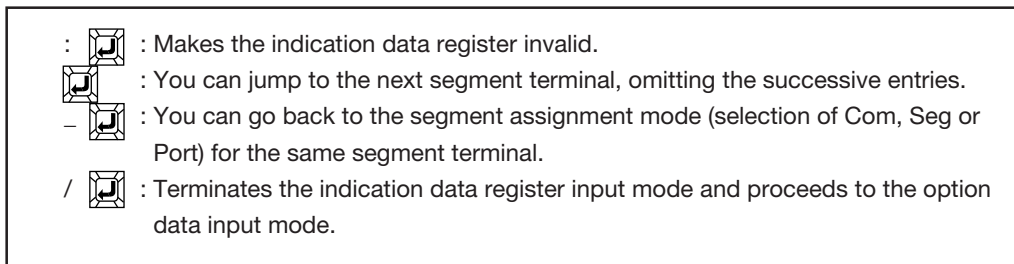 : ↵ : Makes the indication data register invalid.
↵ : You can jump to the next segment terminal, omitting the successive entries.
_ ↵ : You can go back to the segment assignment mode (selection of Com, Seg or
Port) for the same segment terminal.
/ ↵ : Terminates the indication data register input mode and proceeds to the option
data input mode.